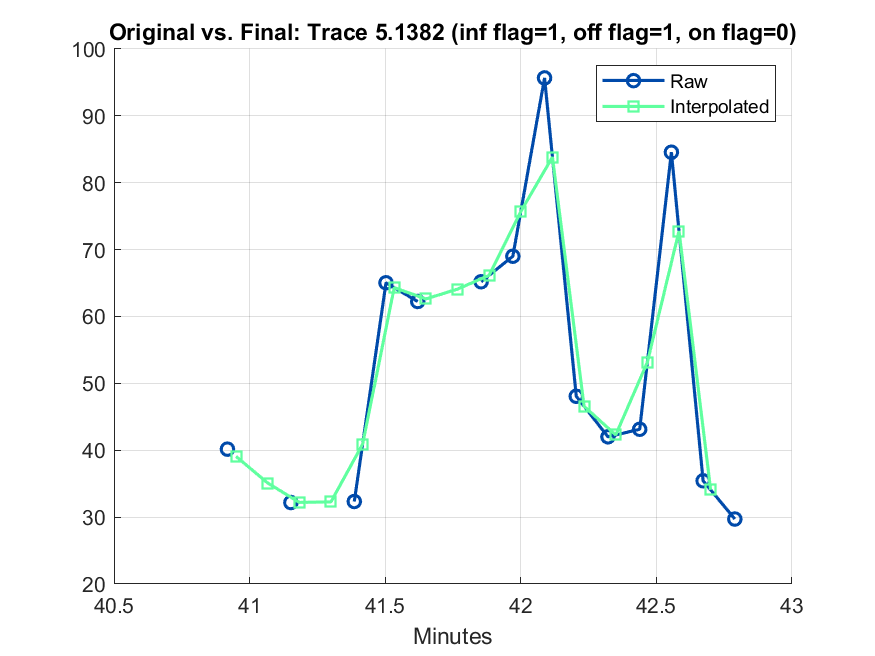 Original vs. Final: Trace 5.1382 (inf flag=1, off flag=1, on flag=0)
Raw
Interpolated
100
90
80
70
60
50
40
30
20
40.5 41 41.5 42 42.5 43
Minutes